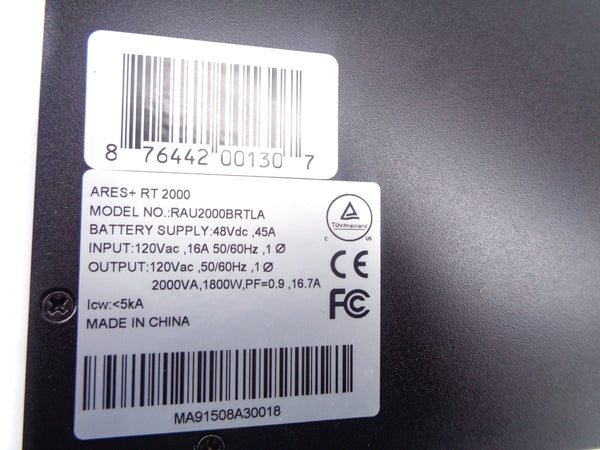 8 76442 00130 7
ARES+ RT 2000
MODEL NO.:RAU2000BRTLA
BATTERY SUPPLY:48Vdc ,45A
INPUT:120Vac ,16A 50/60Hz ,1 Ø
OUTPUT:120Vac ,50/60Hz ,1 Ø
2000VA,1800W,PF=0.9 ,16.7A
Icw:<5kA
MADE IN CHINA
TÜVRheinland
C US
CE
FC
MA91508A30018